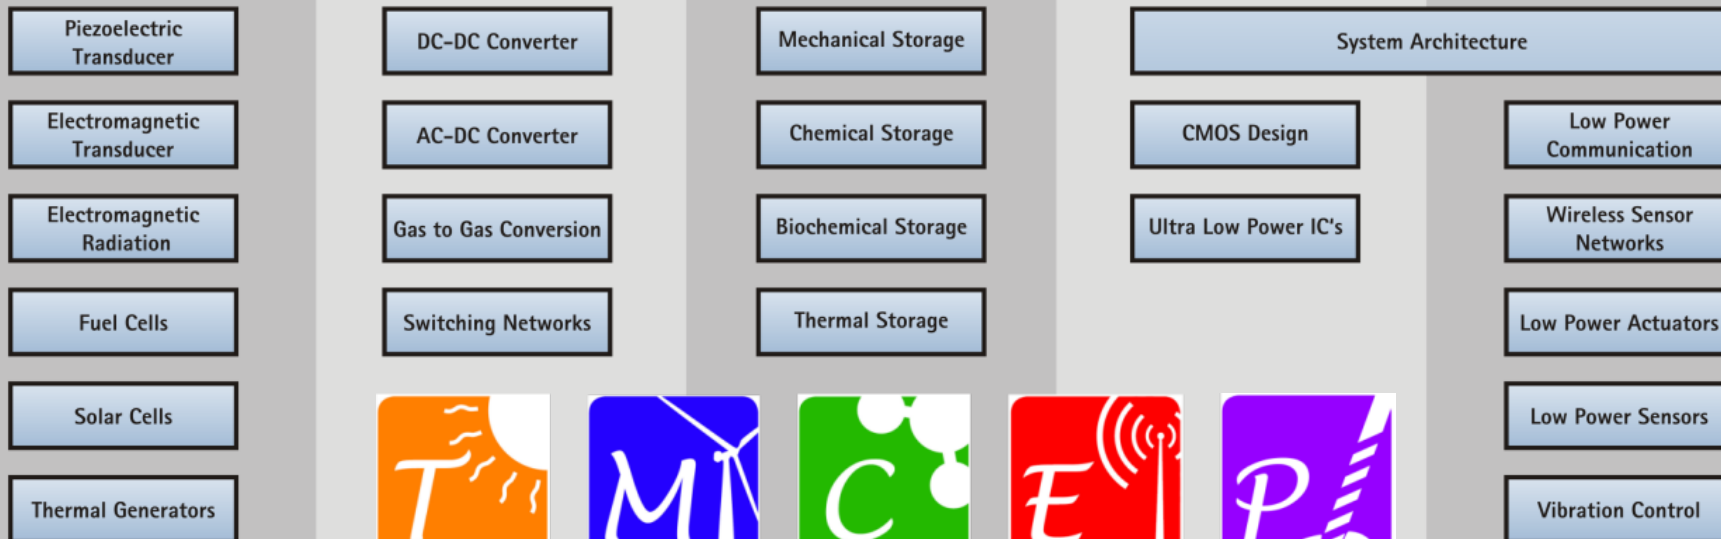 Piezoelectric
Transducer
Electromagnetic
Transducer
Electromagnetic
Radiation
Fuel Cells
Solar Cells
Thermal Generators
DC-DC Converter
AC-DC Converter
Gas to Gas Conversion
Switching Networks
Mechanical Storage
Chemical Storage
Biochemical Storage
Thermal Storage
System Architecture
CMOS Design
Ultra Low Power IC's
Low Power
Communication
Wireless Sensor
Networks
Low Power Actuators
Low Power Sensors
Vibration Control
T
M
C
E
P